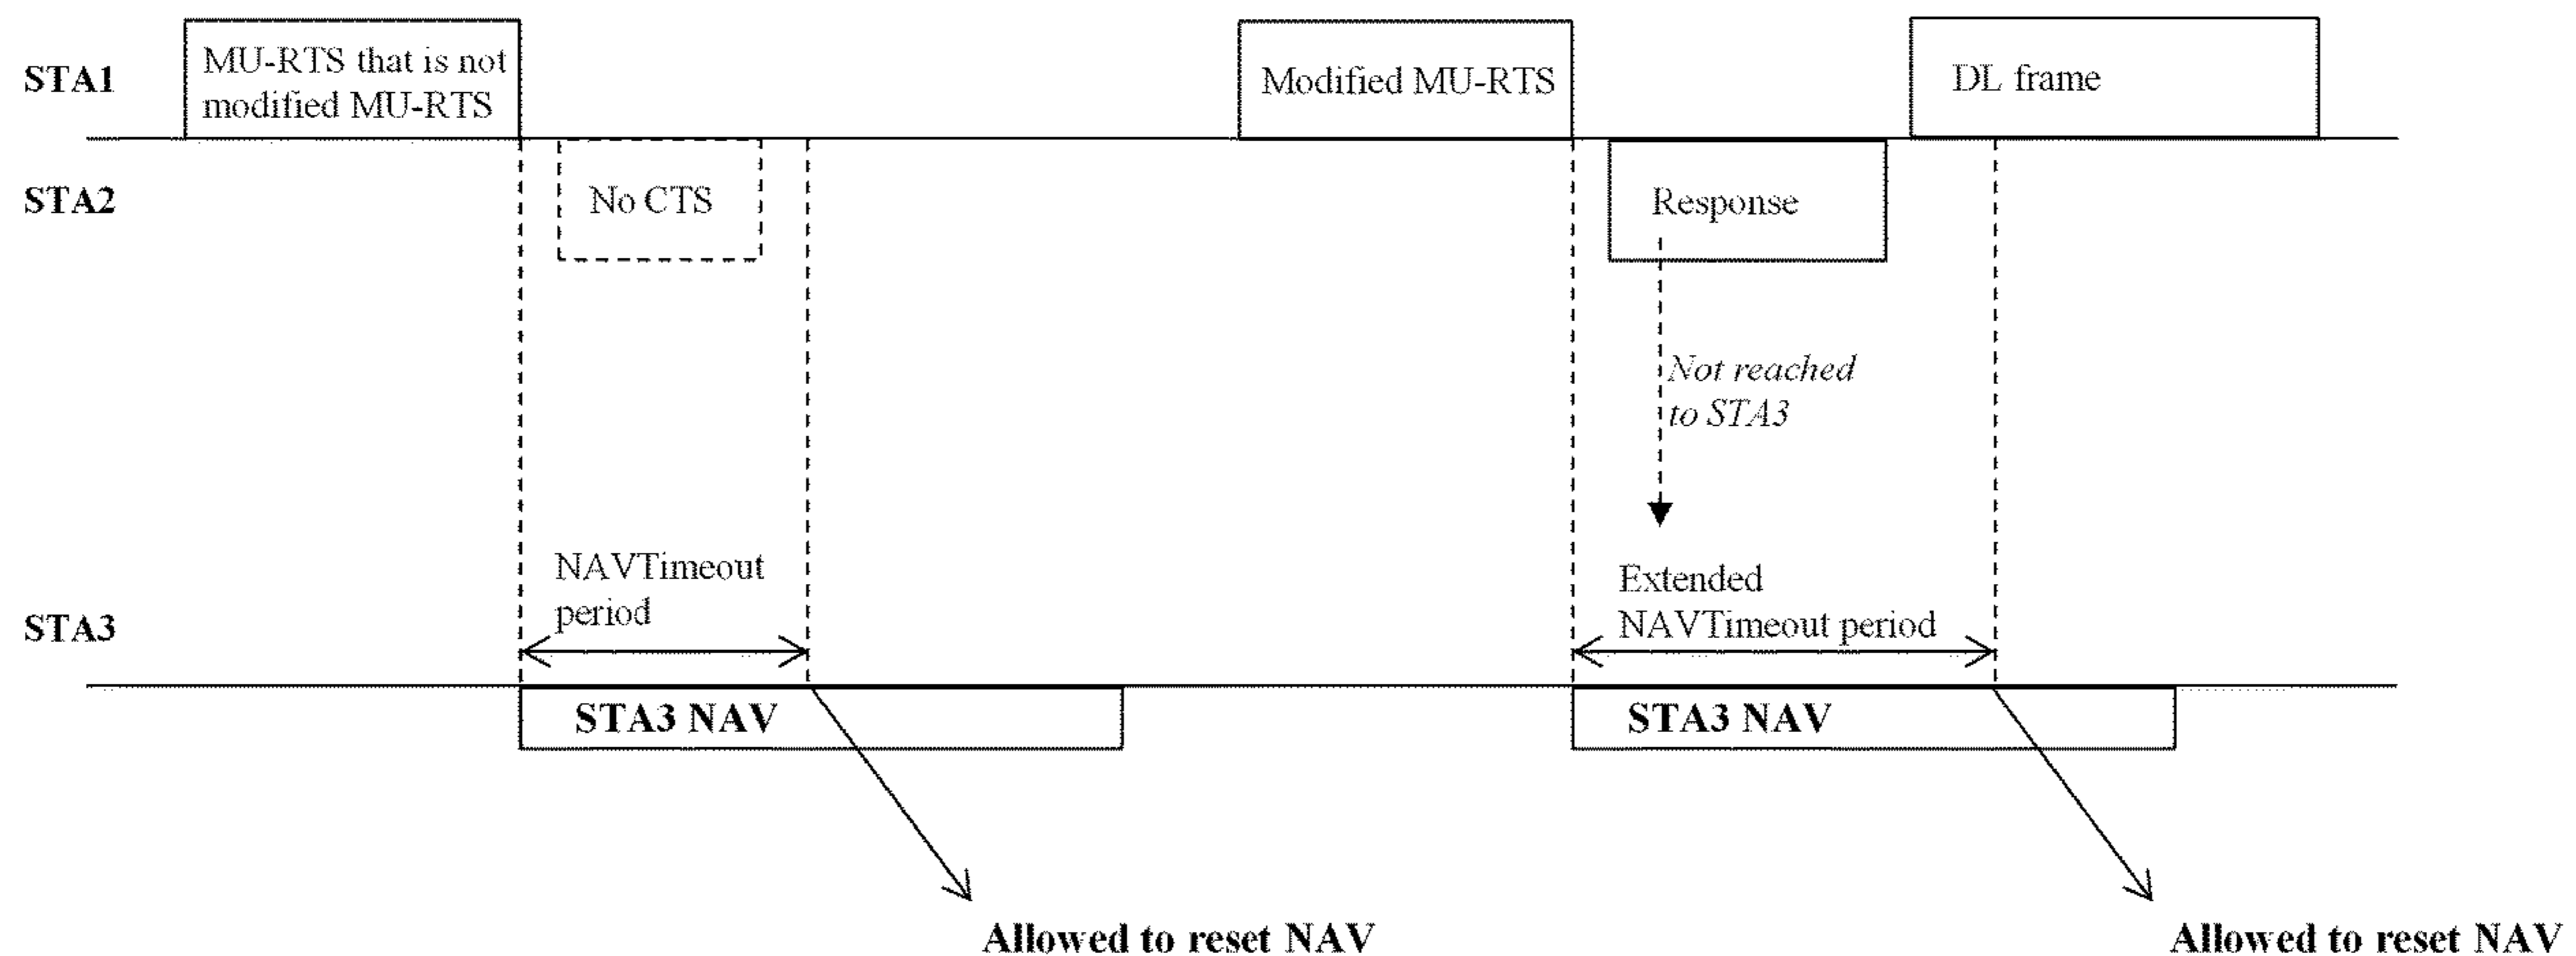 STA1
MU-RTS that is not
modified MU-RTS
Modified MU-RTS
DL frame
STA2
No CTS
Response
Not reached
to STA3
NAVTimeout
period
Extended
NAVTimeout period
STA3
STA3 NAV
STA3 NAV
Allowed to reset NAV
Allowed to reset NAV